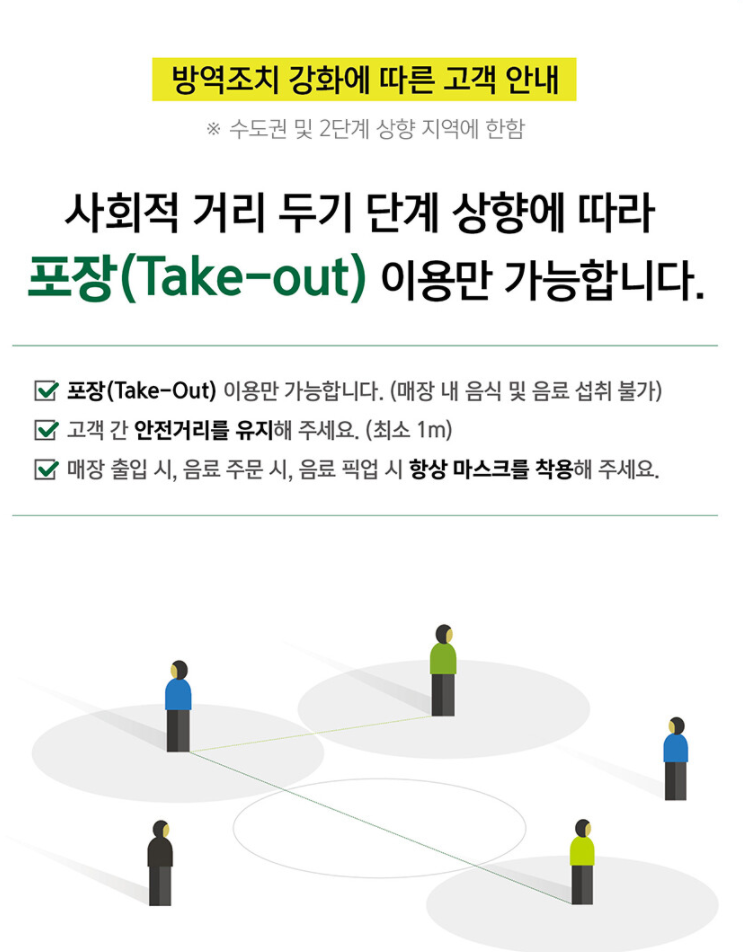 방역조치 강화에 따른 고객 안내
※ 수도권 및 2단계 상향 지역에 한함
사회적 거리 두기 단계 상향에 따라
포장(Take-out) 이용만 가능합니다.
포장(Take-Out) 이용만 가능합니다. (매장 내 음식 및 음료 섭취 불가)
고객 간 안전거리를 유지해 주세요. (최소 1m)
매장 출입 시, 음료 주문 시, 음료 픽업 시 항상 마스크를 착용해 주세요.